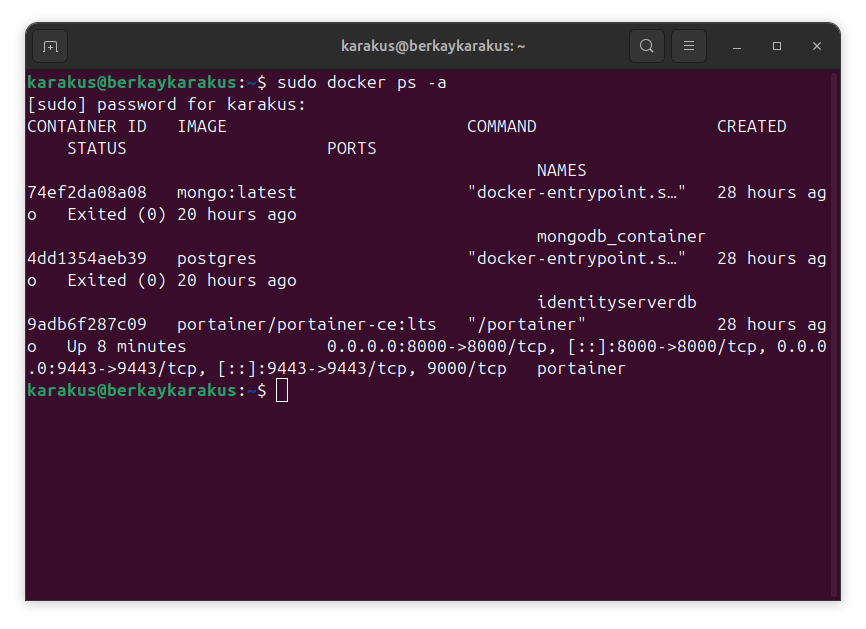 karakus@berkaykarakus: ~
karakus@berkaykarakus:~$ sudo docker ps -a
[sudo] password for karakus:
CONTAINER ID   IMAGE                        COMMAND                  CREATED
    STATUS                    PORTS
                                                   NAMES
74ef2da08a08   mongo:latest                 "docker-entrypoint.s…"   28 hours ag
o   Exited (0) 20 hours ago
                                                   mongodb_container
4dd1354aeb39   postgres                     "docker-entrypoint.s…"   28 hours ag
o   Exited (0) 20 hours ago
                                                   identityserverdb
9adb6f287c09   portainer/portainer-ce:lts   "/portainer"             28 hours ag
o   Up 8 minutes              0.0.0.0:8000->8000/tcp, [::]:8000->8000/tcp, 0.0.0
.0:9443->9443/tcp, [::]:9443->9443/tcp, 9000/tcp   portainer
karakus@berkaykarakus:~$